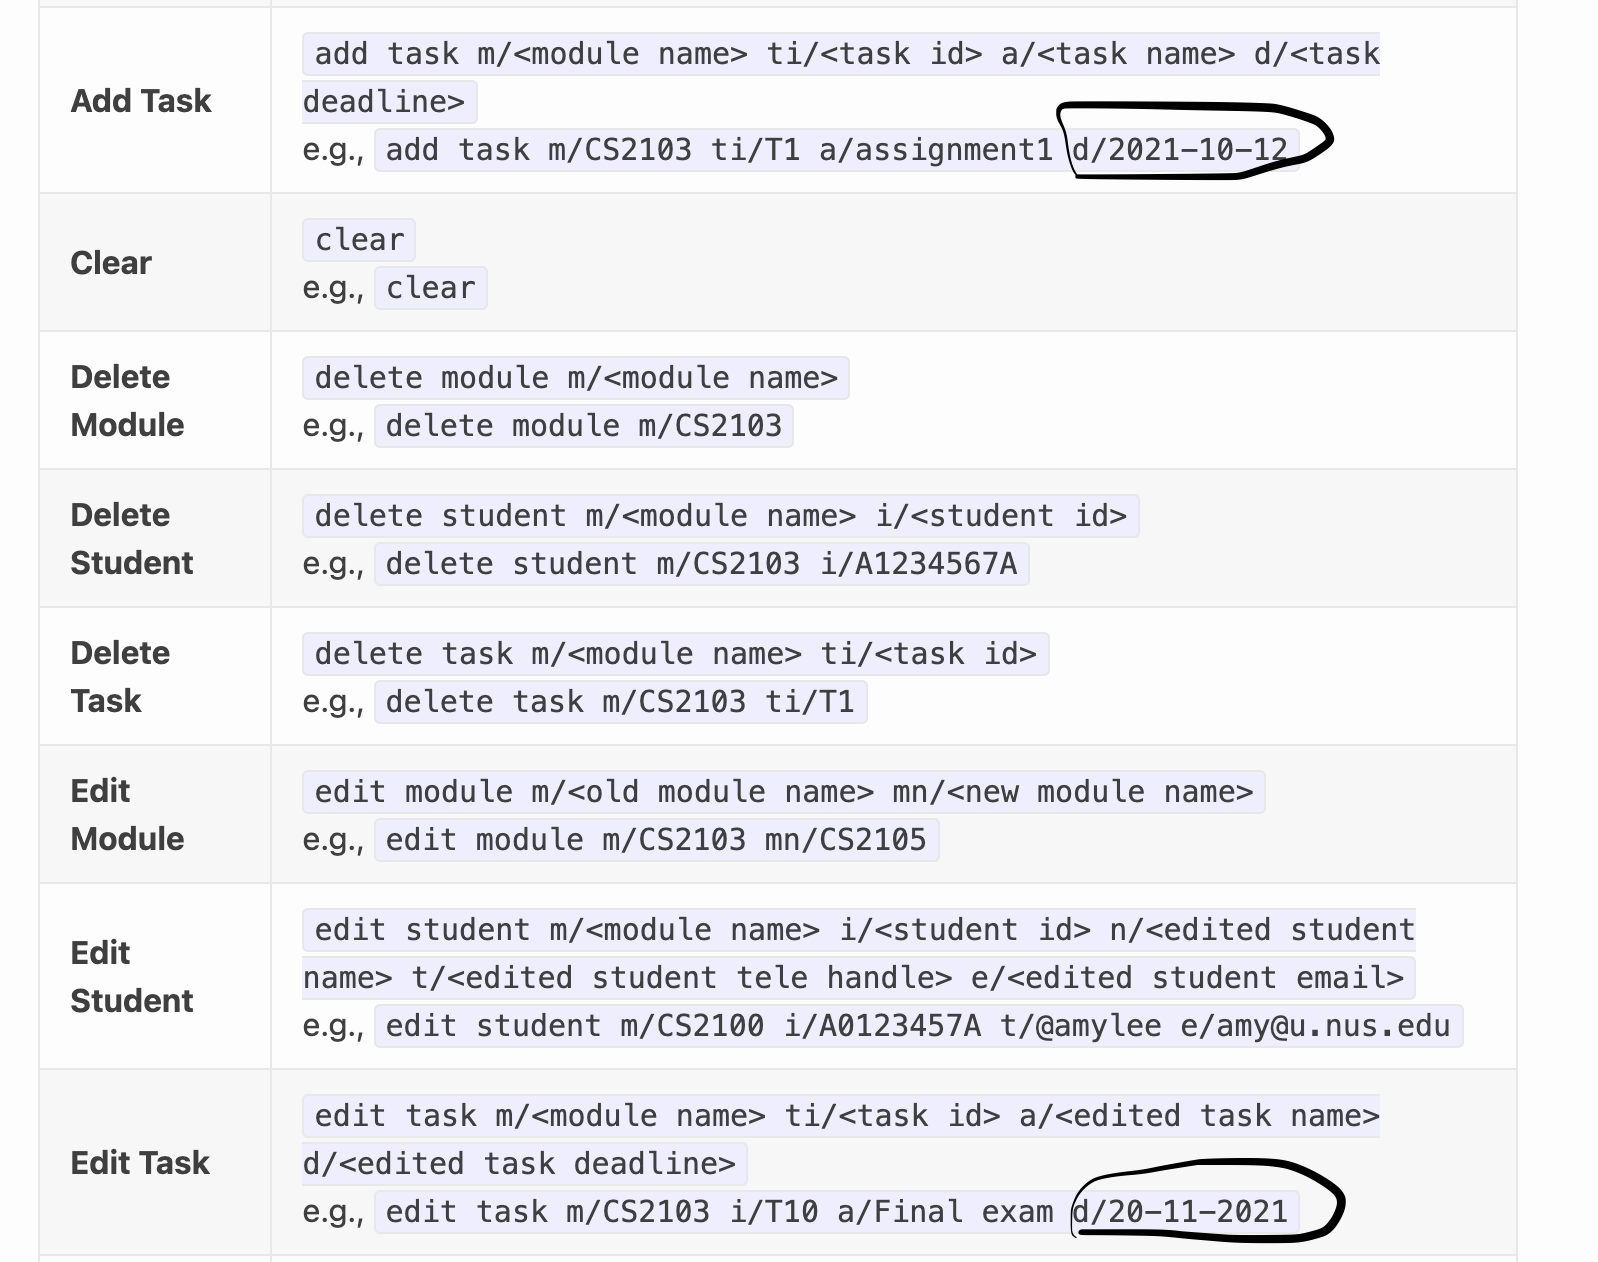 Add Task
add task m/<module name> ti/<task id> a/<task name> d/<task
deadline>
e.g., add task m/CS2103 ti/T1 a/assignment1 d/2021-10-12
Clear
clear
e.g., clear
Delete
Module
delete module m/<module name>
e.g., delete module m/CS2103
Delete
Student
delete student m/<module name> i/<student id>
e.g., delete student m/CS2103 i/A1234567A
Delete
Task
delete task m/<module name> ti/<task id>
e.g., delete task m/CS2103 ti/T1
Edit
Module
edit module m/<old module name> mn/<new module name>
e.g., edit module m/CS2103 mn/CS2105
Edit
Student
edit student m/<module name> i/<student id> n/<edited student
name> t/<edited student tele handle> e/<edited student email>
e.g., edit student m/CS2100 i/A0123457A t/@amylee e/amy@u.nus.edu
Edit Task
edit task m/<module name> ti/<task id> a/<edited task name>
d/<edited task deadline>
e.g., edit task m/CS2103 i/T10 a/Final exam d/20-11-2021